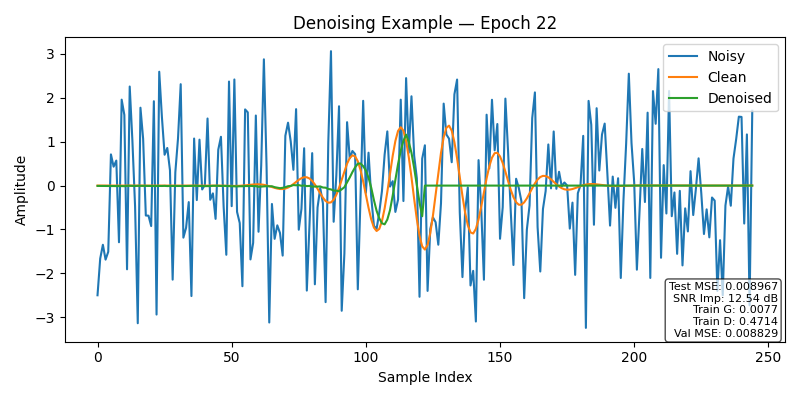 Denoising Example — Epoch 22
Noisy
Clean
Denoised
3
2
1
0
−1
−2
−3
Amplitude
Test MSE: 0.008967
SNR Imp: 12.54 dB
Train G: 0.0077
Train D: 0.4714
Val MSE: 0.008829
0
50
100
150
200
250
Sample Index